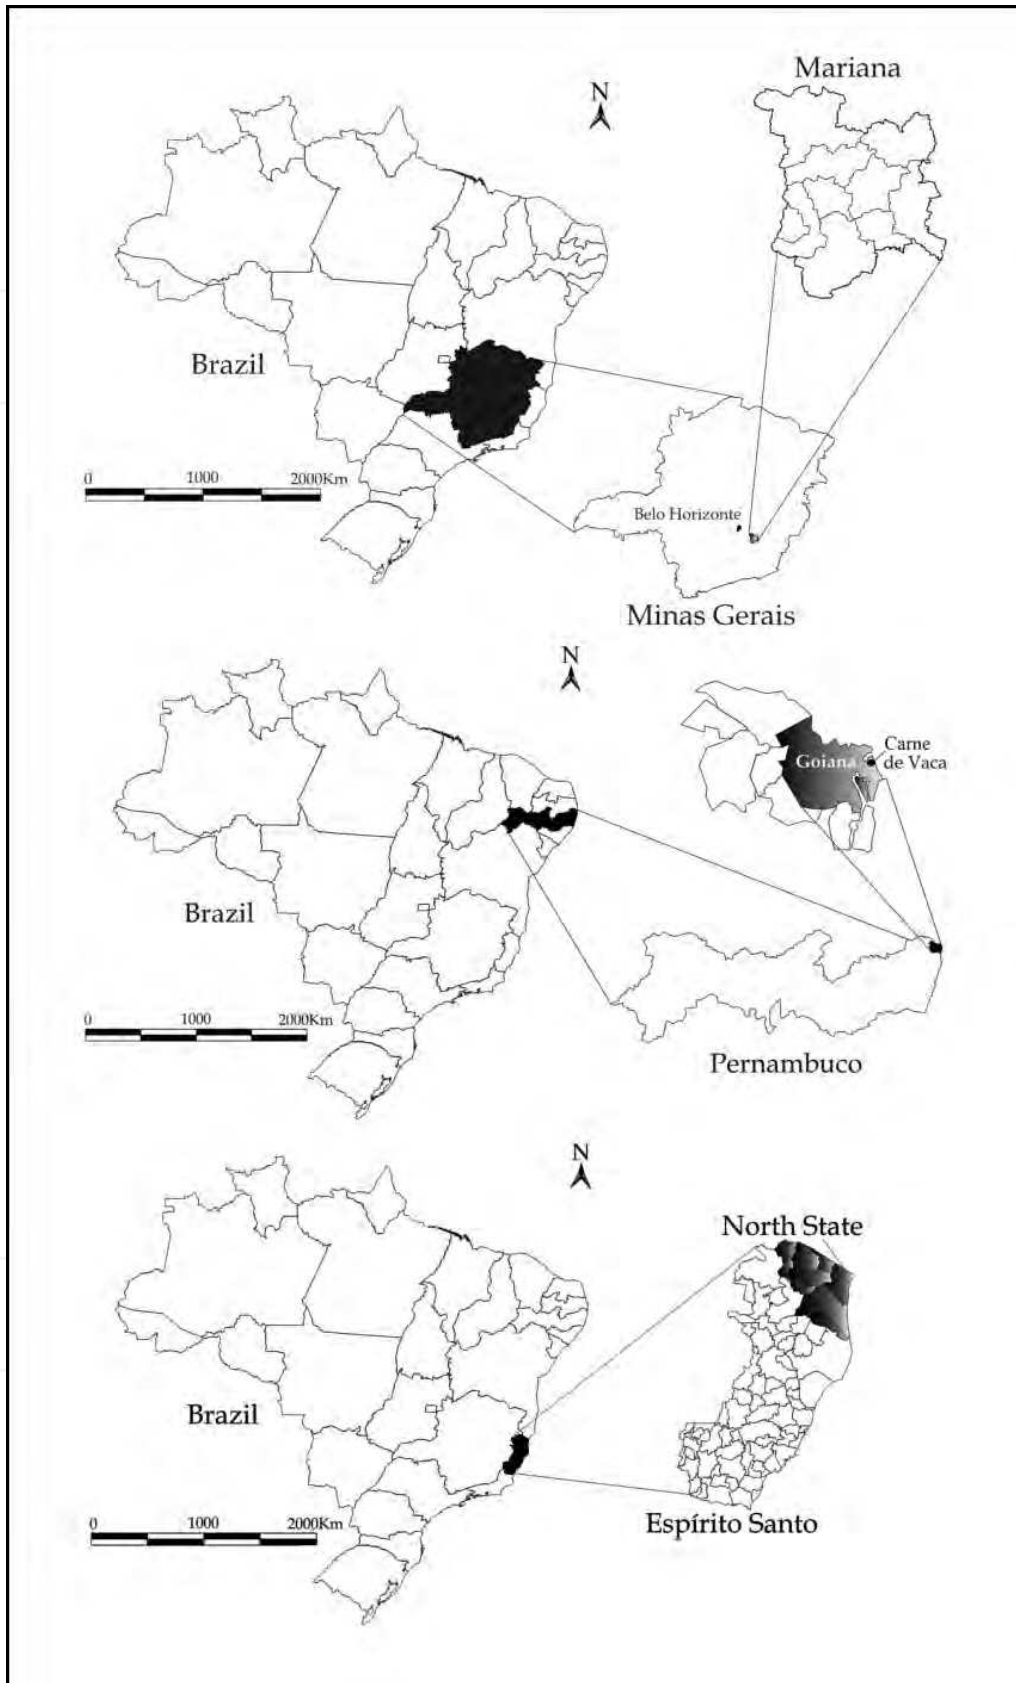 Mariana
N
Brazil
0 1000 2000Km
Belo Horizonte
Minas Gerais
N
Goiana
Carne
de Vaca
Brazil
0 1000 2000Km
Pernambuco
N
North State
Brazil
0 1000 2000Km
Espírito Santo